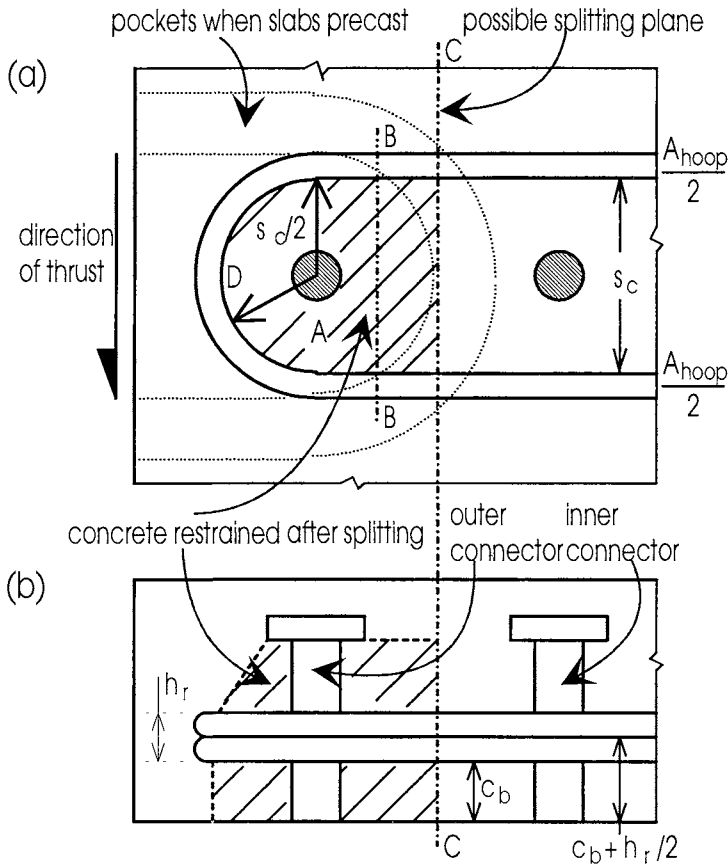 pockets when slabs precast
possible splitting plane
(a)
C
B
A_hoop
2
s_c/2
direction
of thrust
D
A
s_c
A_hoop
2
B
concrete restrained after splitting
outer
connector
inner
connector
(b)
h_r
c_b
C
c_b+h_r/2